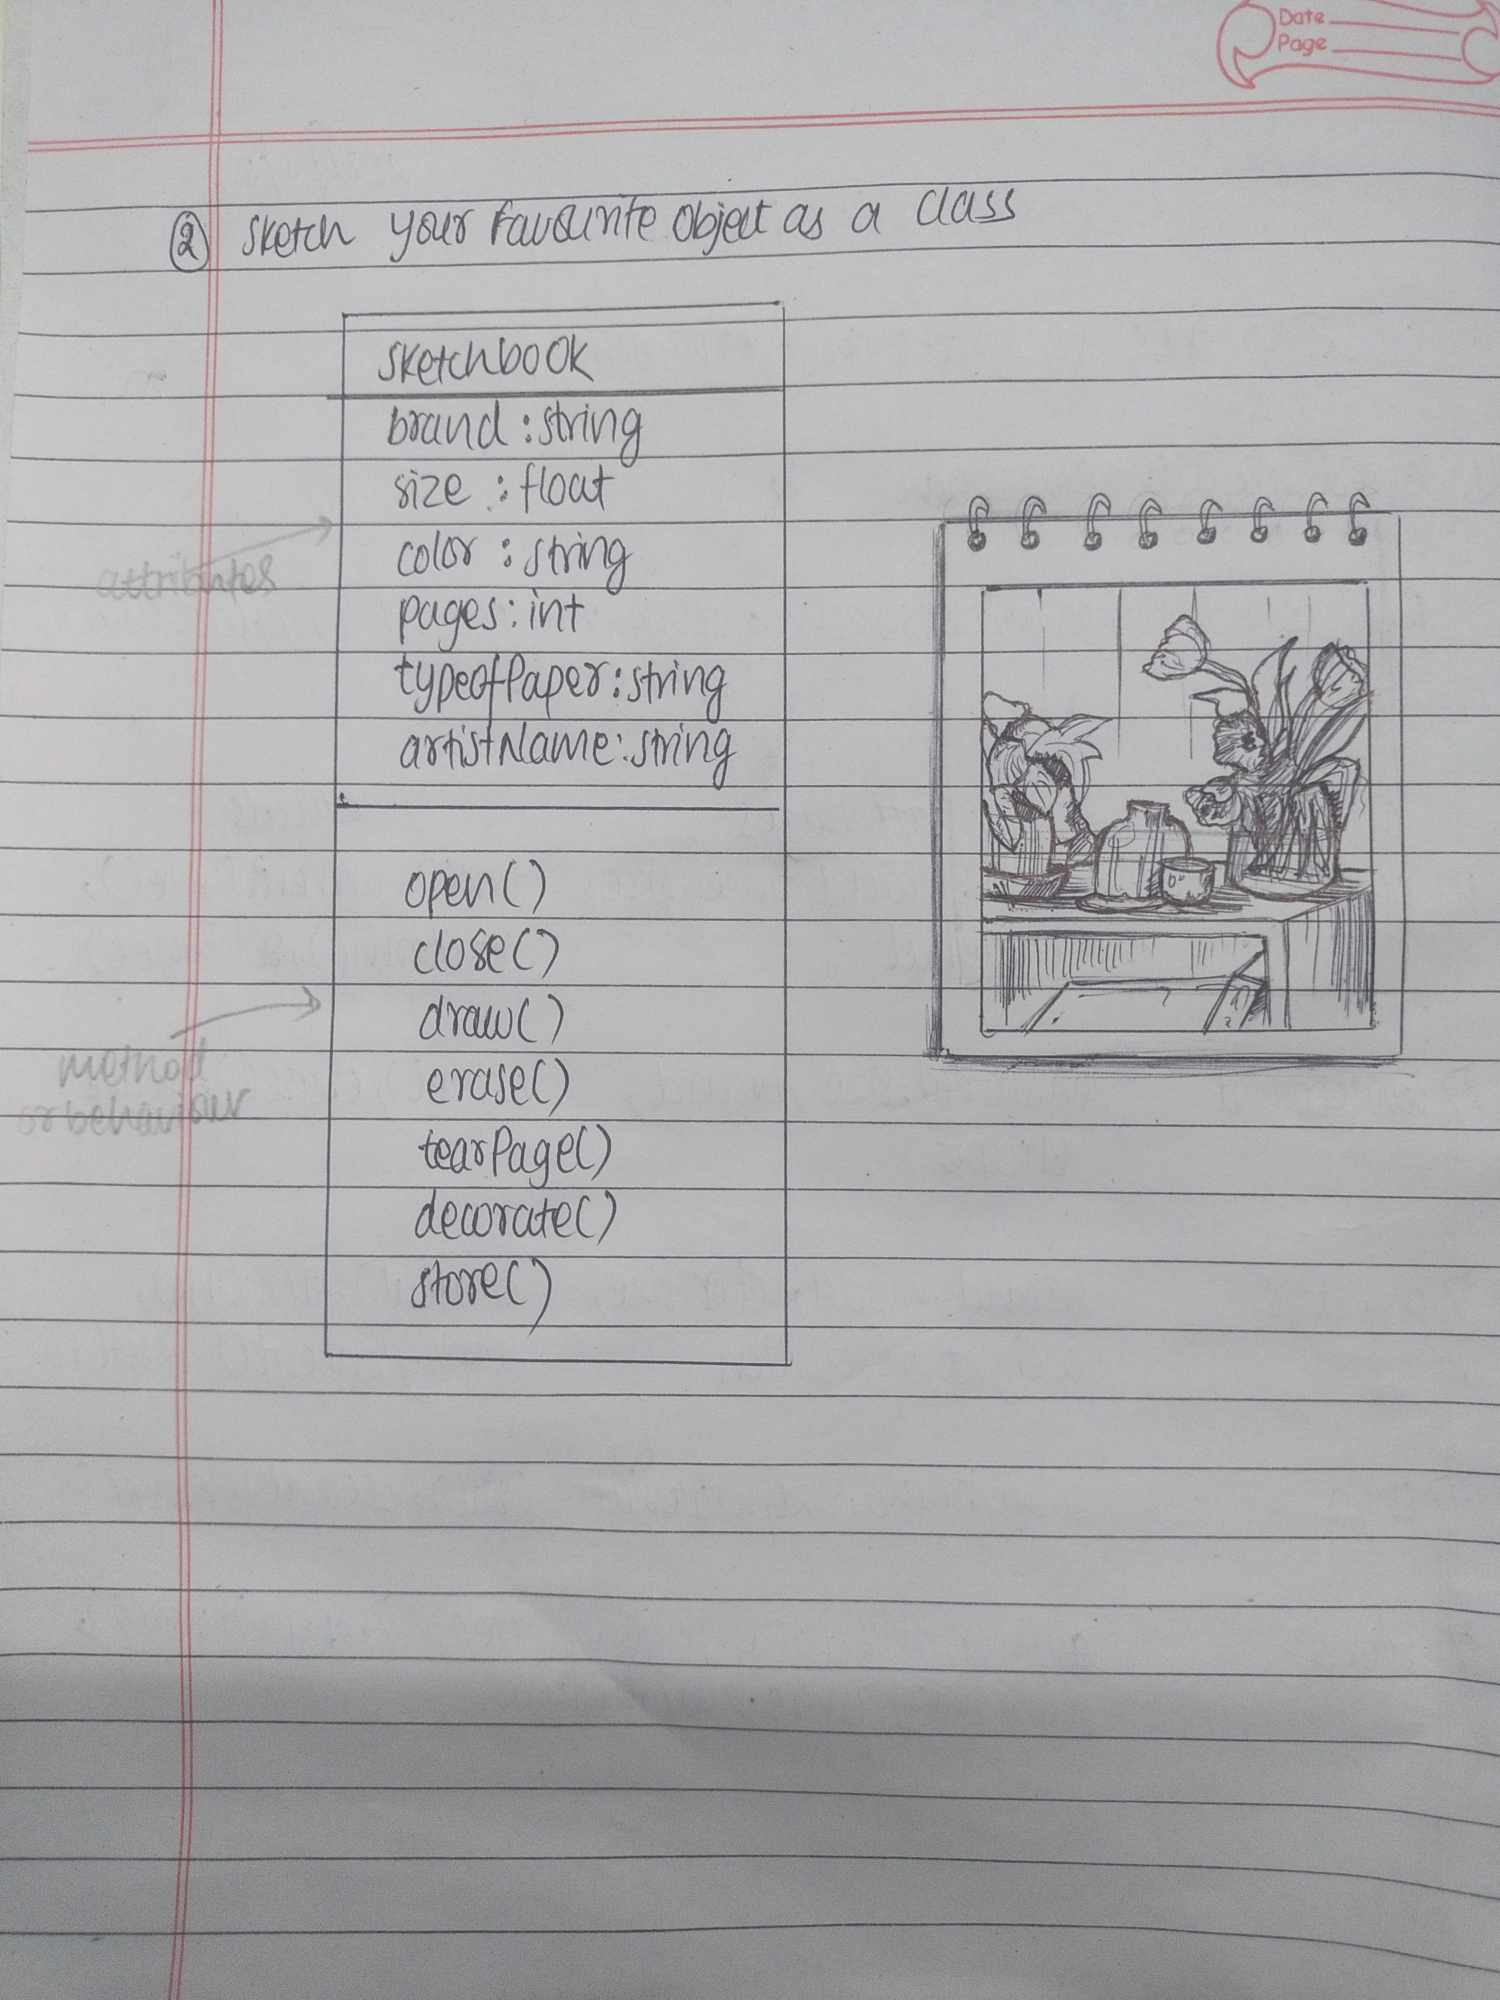 Date
Page
② Sketch your favourite object as a class
Sketchbook
brand : string
size : float
color : string
pages : int
typeofPaper : string
artistName : string
attributes
open()
close()
draw()
erase()
tearPage()
decorate()
store()
method
or behaviour